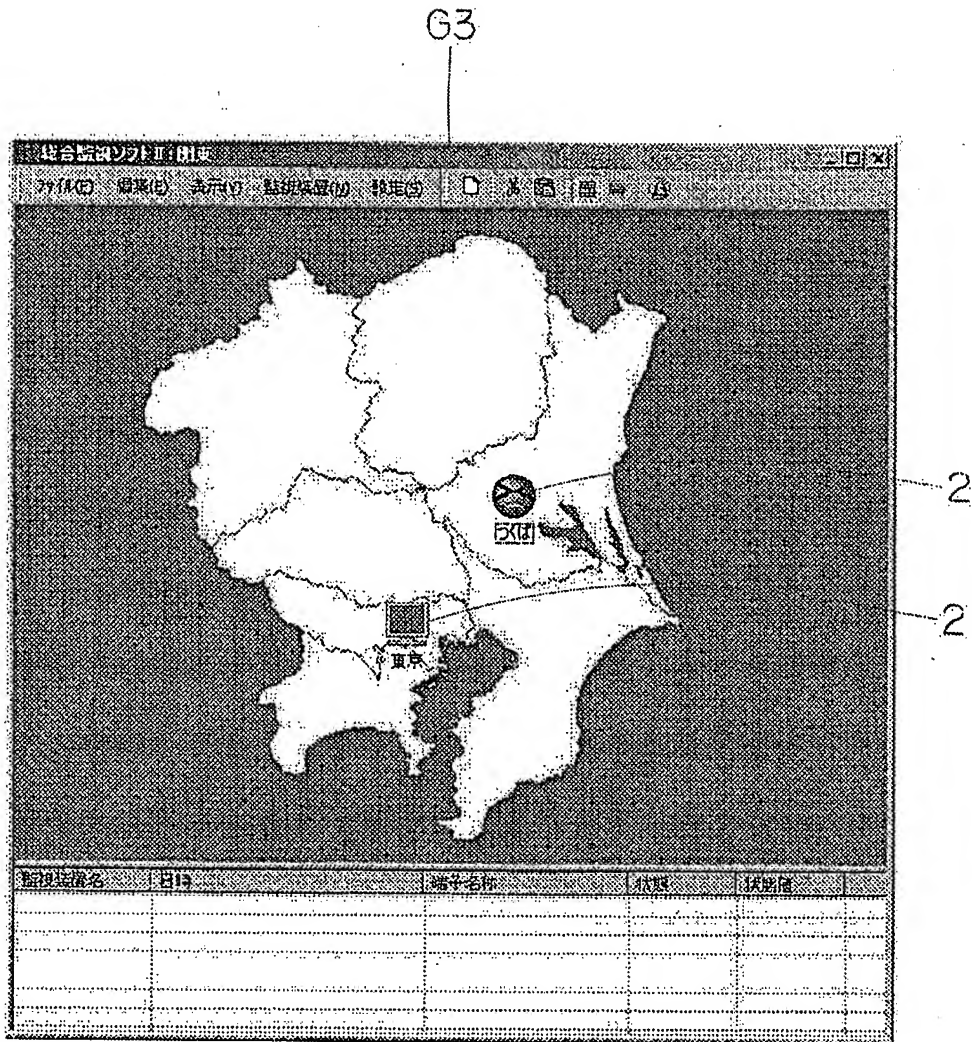 G3
総合監視ソフトII:関東
ファイル(F) 編集(E) 表示(V) 監視装置(N) 設定(S)
つくば
2
2
東京
監視装置名 日時 端子名称 状態 状態値